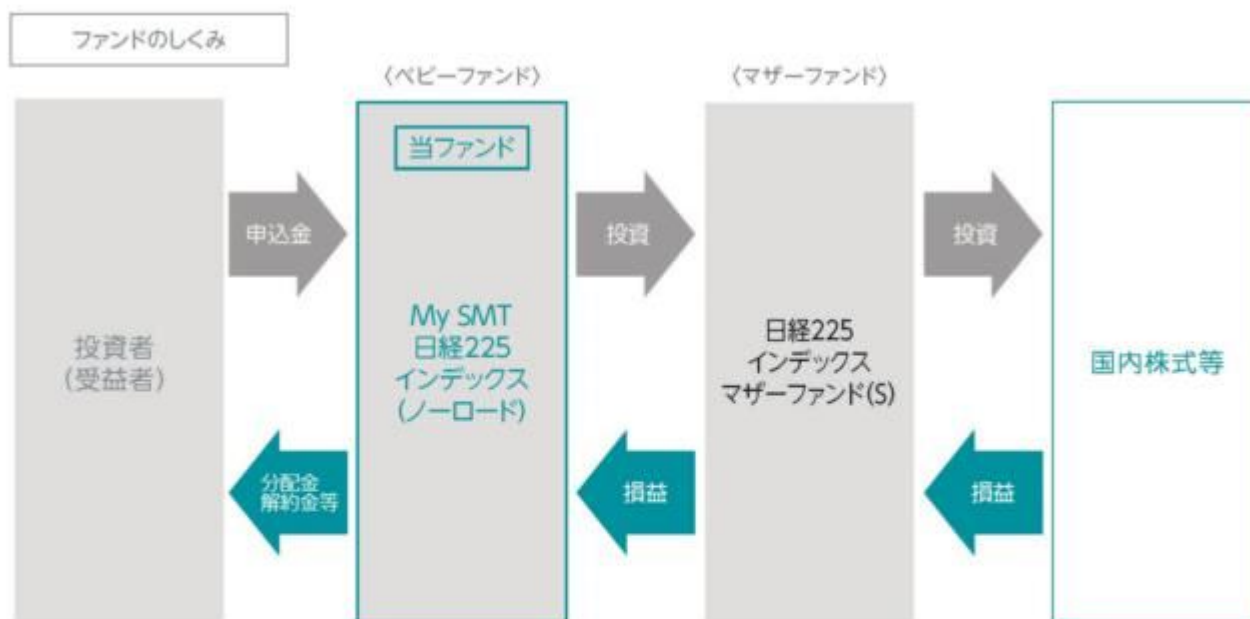 ファンドのしくみ
〈ベビーファンド〉
〈マザーファンド〉
当ファンド
申込金
投資
投資
投資者
(受益者)
My SMT
日経225
インデックス
(ノーロード)
日経225
インデックス
マザーファンド(S)
国内株式等
分配金
解約金等
損益
損益